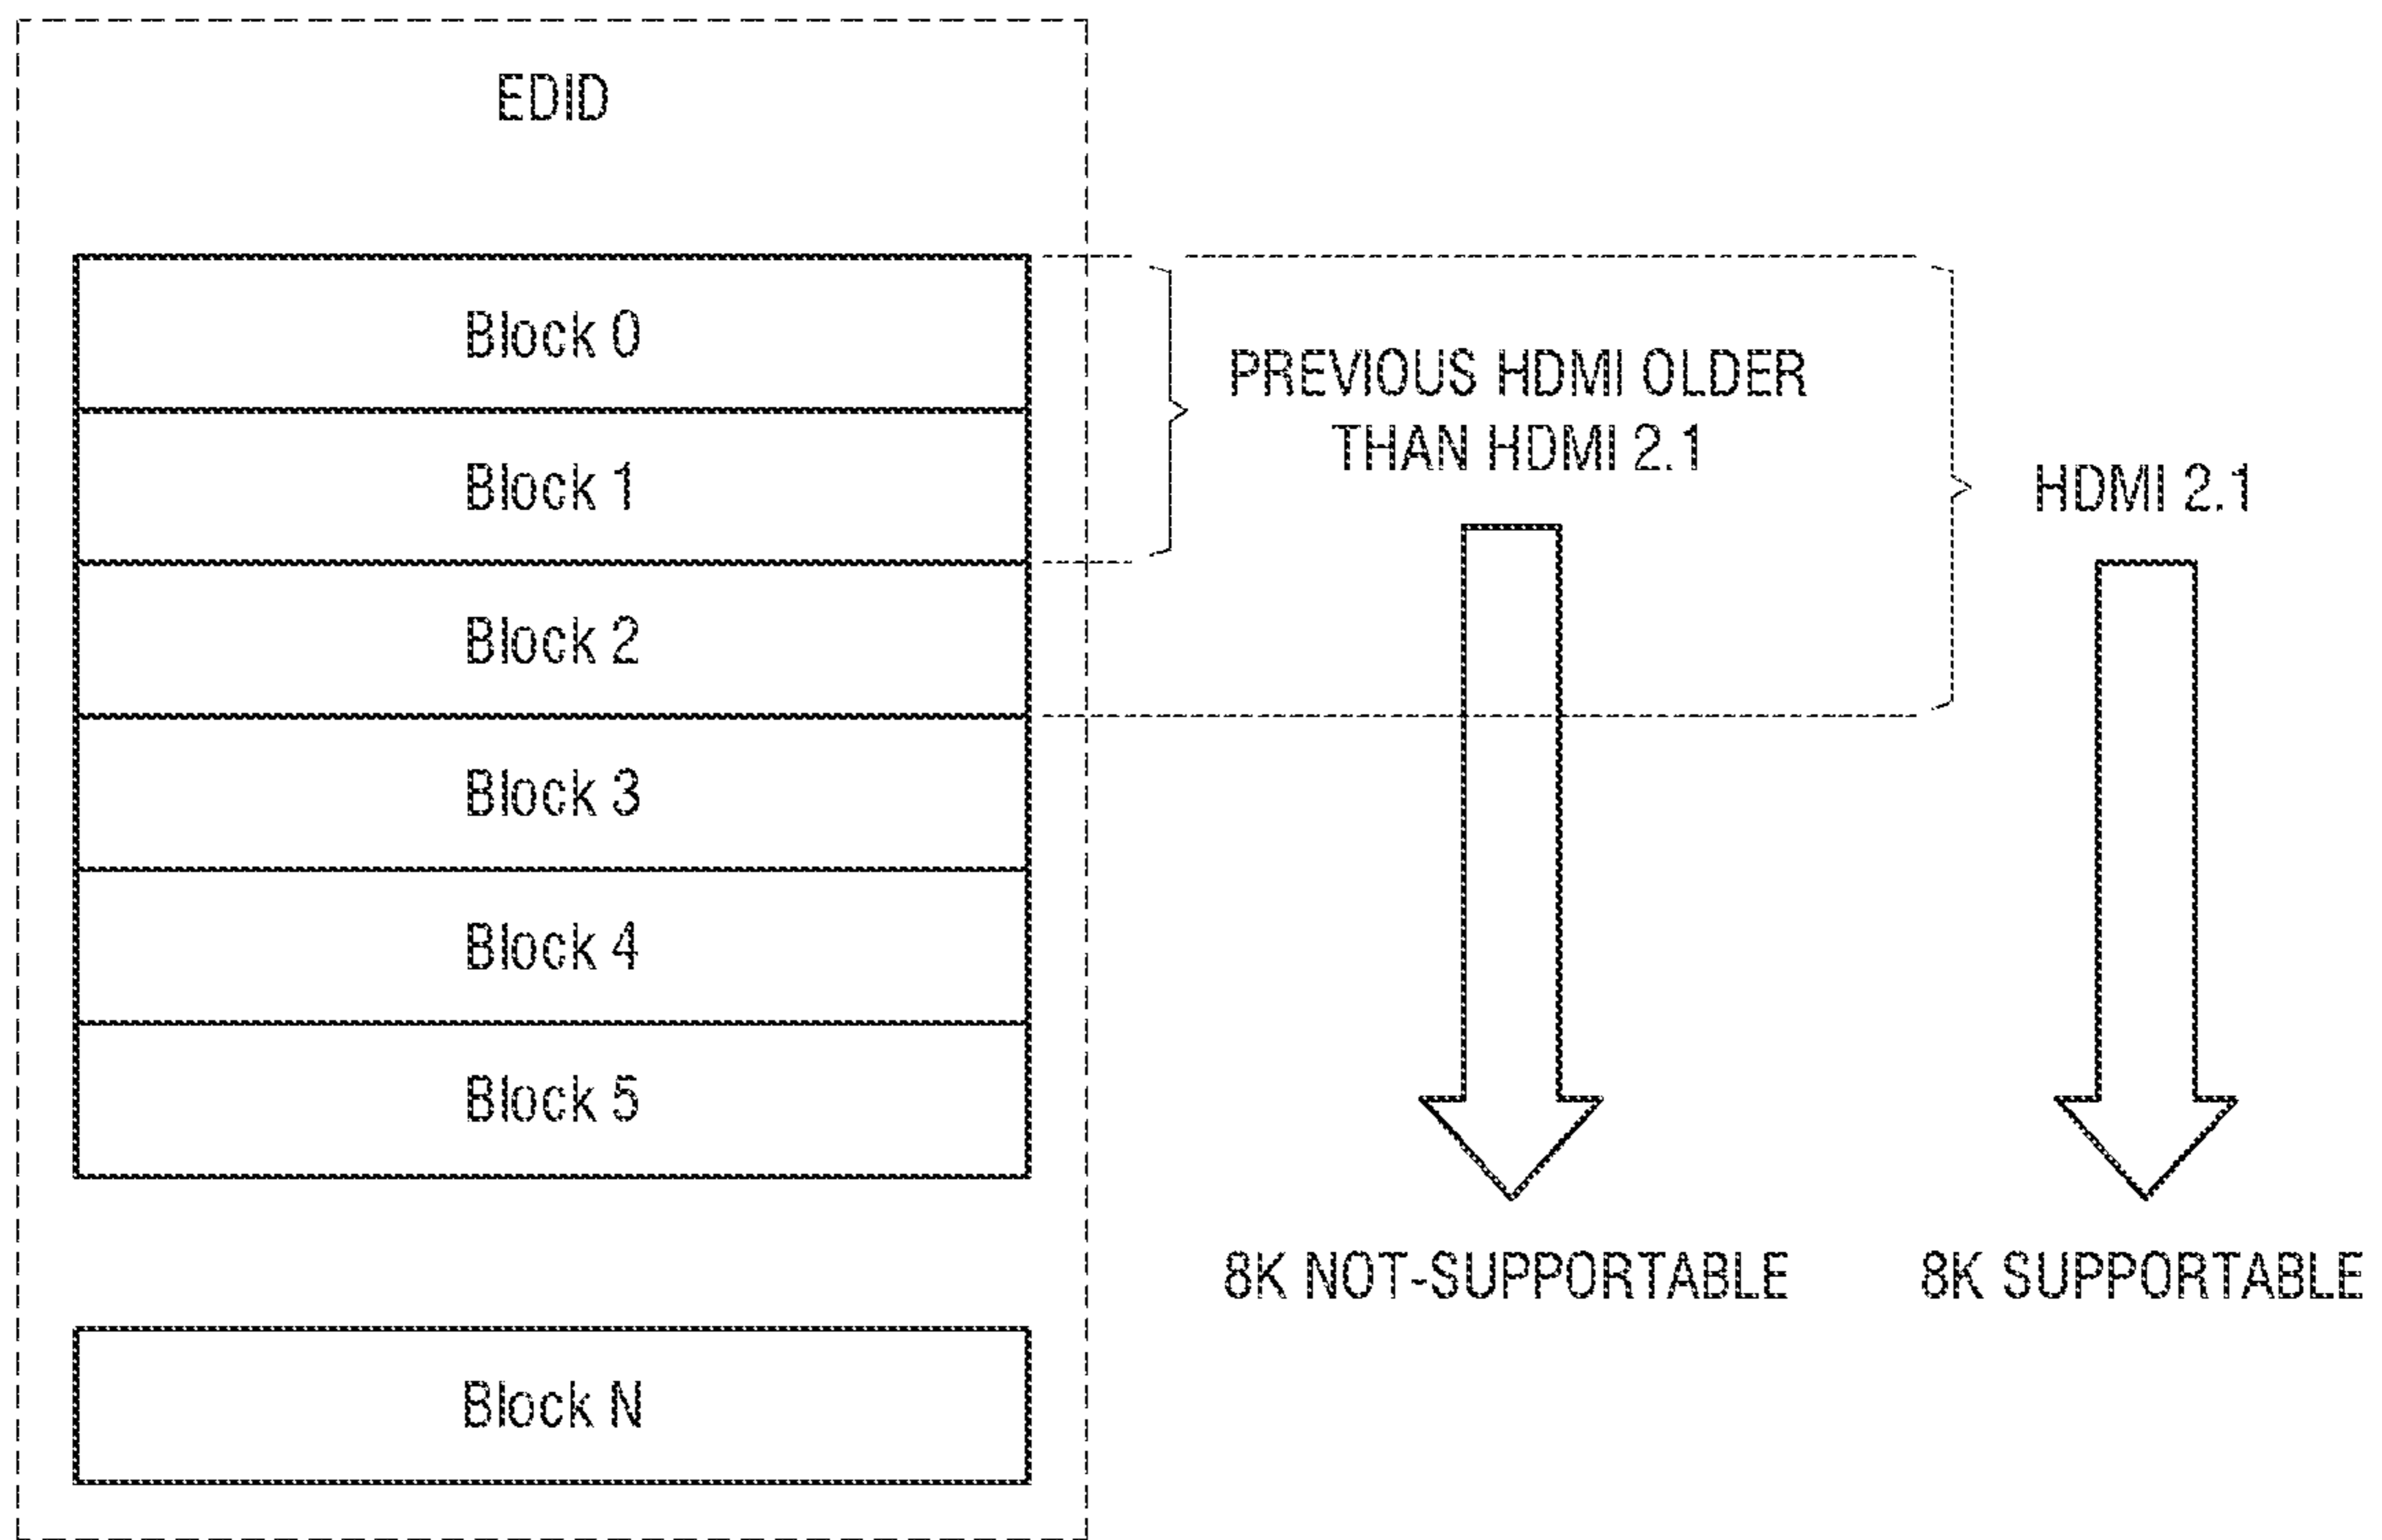 EDID
Block 0
Block 1
Block 2
Block 3
Block 4
Block 5
Block N
PREVIOUS HDMI OLDER
THAN HDMI 2.1
HDMI 2.1
8K NOT-SUPPORTABLE
8K SUPPORTABLE